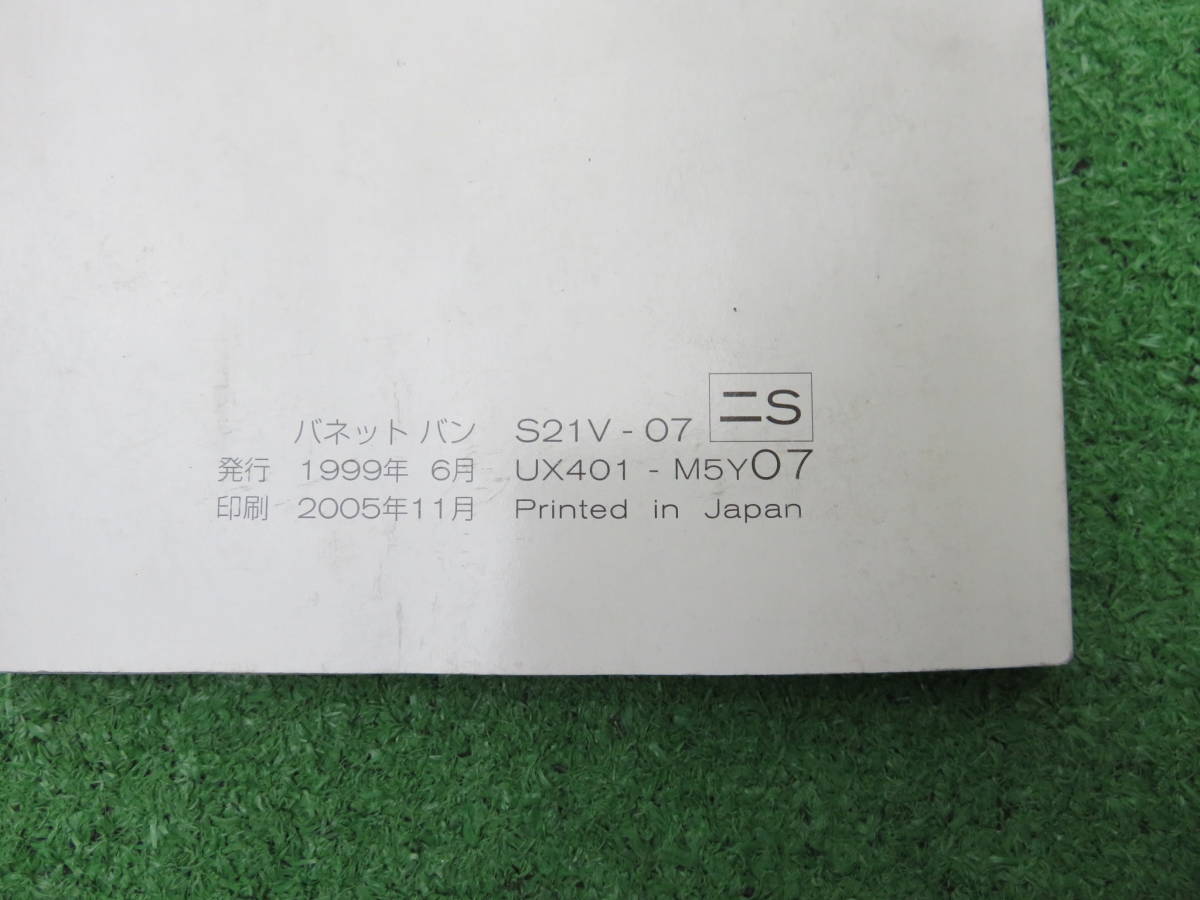 バネット バン S21V - 07 ニS
発行 1999年 6月 UX401 - M5Y07
印刷 2005年11月 Printed in Japan